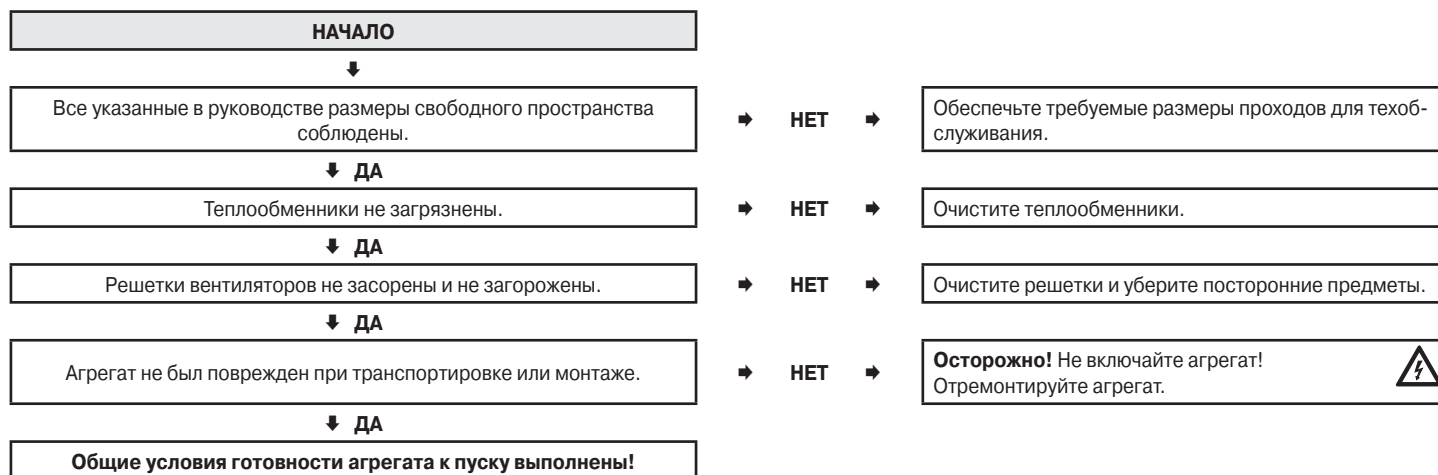 НАЧАЛО
Все указанные в руководстве размеры свободного пространства
соблюдены.
НЕТ
Обеспечьте требуемые размеры проходов для техоб-
служивания.
ДА
Теплообменники не загрязнены.
НЕТ
Очистите теплообменники.
ДА
Решетки вентиляторов не засорены и не загорожены.
НЕТ
Очистите решетки и уберите посторонние предметы.
ДА
Агрегат не был поврежден при транспортировке или монтаже.
НЕТ
Осторожно! Не включайте агрегат!
Отремонтируйте агрегат.
ДА
Общие условия готовности агрегата к пуску выполнены!